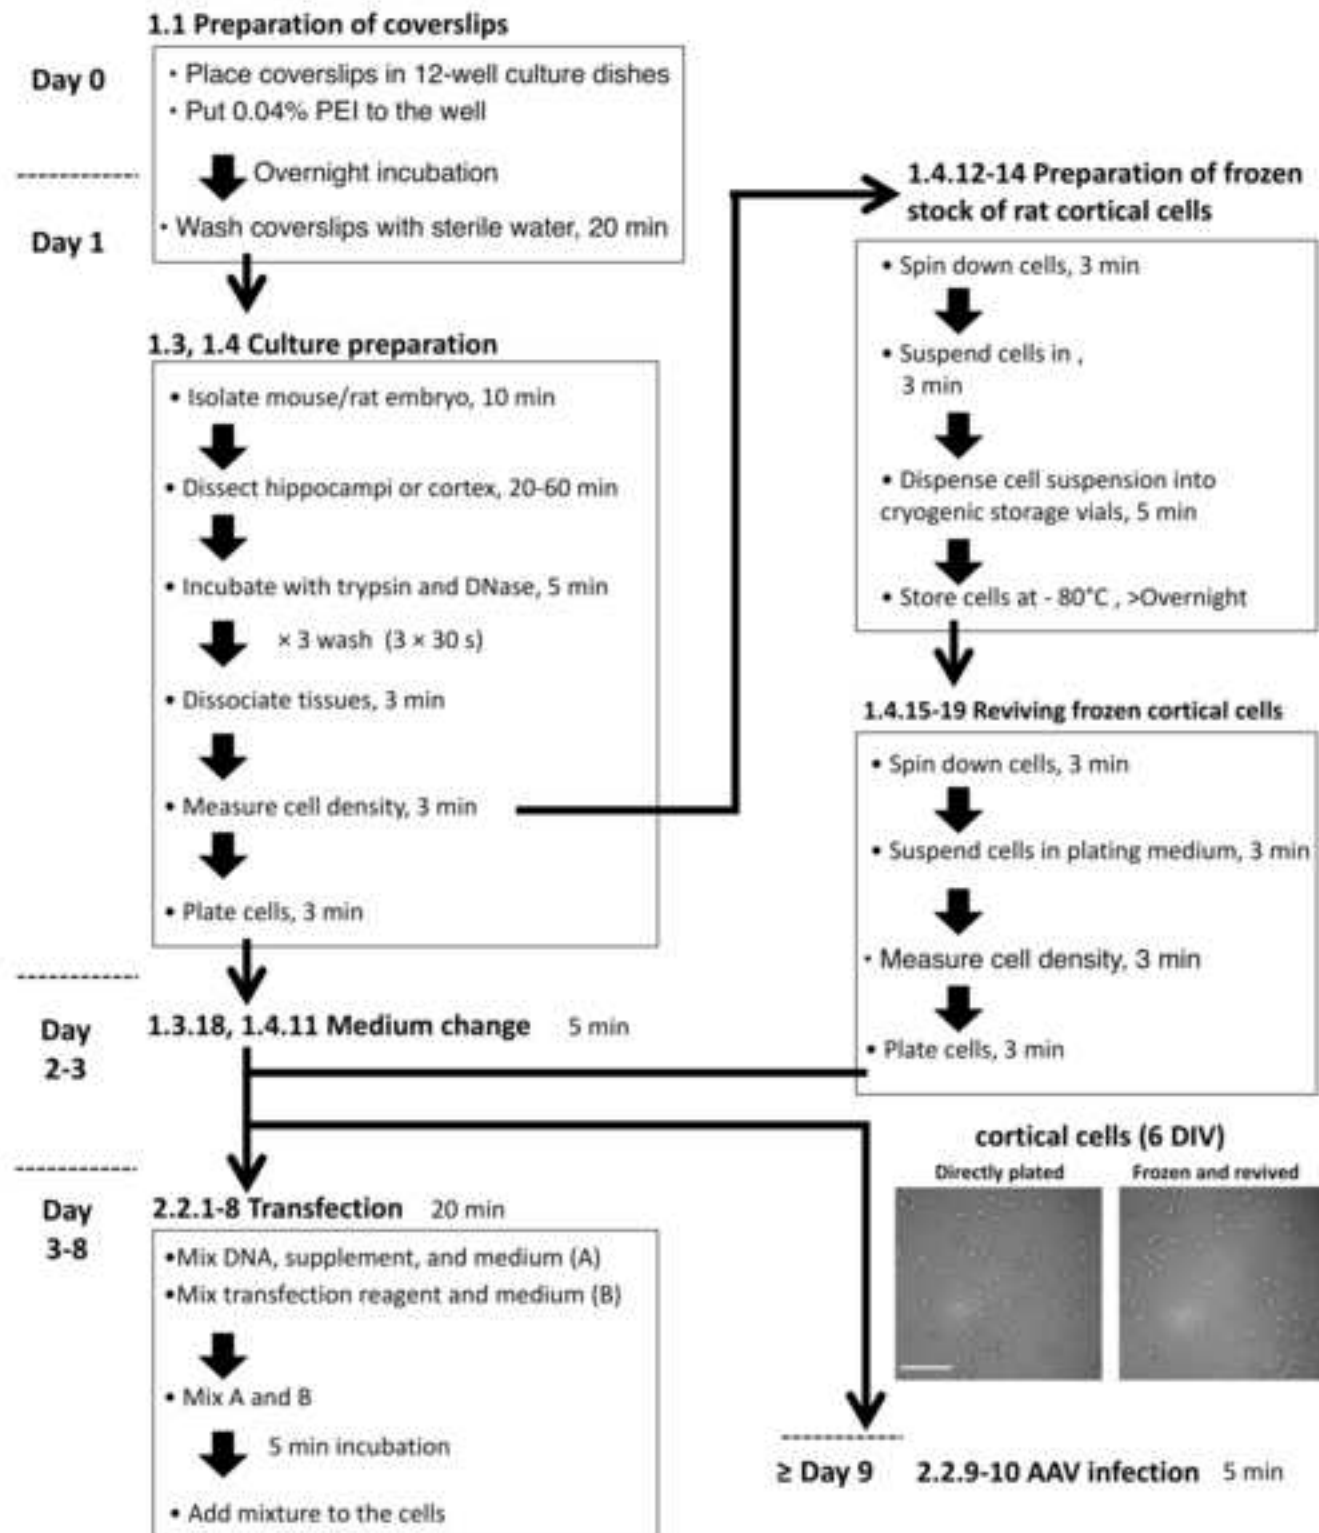 1.1 Preparation of coverslips
Day 0
• Place coverslips in 12-well culture dishes
• Put 0.04% PEI to the well
Overnight incubation
Day 1
• Wash coverslips with sterile water, 20 min
1.3, 1.4 Culture preparation
• Isolate mouse/rat embryo, 10 min
• Dissect hippocampi or cortex, 20-60 min
• Incubate with trypsin and DNase, 5 min
× 3 wash (3 × 30 s)
• Dissociate tissues, 3 min
• Measure cell density, 3 min
• Plate cells, 3 min
1.4.12-14 Preparation of frozen
stock of rat cortical cells
• Spin down cells, 3 min
• Suspend cells in ,
3 min
• Dispense cell suspension into
cryogenic storage vials, 5 min
• Store cells at - 80°C , >Overnight
1.4.15-19 Reviving frozen cortical cells
• Spin down cells, 3 min
• Suspend cells in plating medium, 3 min
• Measure cell density, 3 min
• Plate cells, 3 min
Day
2-3
1.3.18, 1.4.11 Medium change 5 min
Day
3-8
2.2.1-8 Transfection 20 min
•Mix DNA, supplement, and medium (A)
•Mix transfection reagent and medium (B)
• Mix A and B
5 min incubation
• Add mixture to the cells
cortical cells (6 DIV)
Directly plated Frozen and revived
≥ Day 9 2.2.9-10 AAV infection 5 min